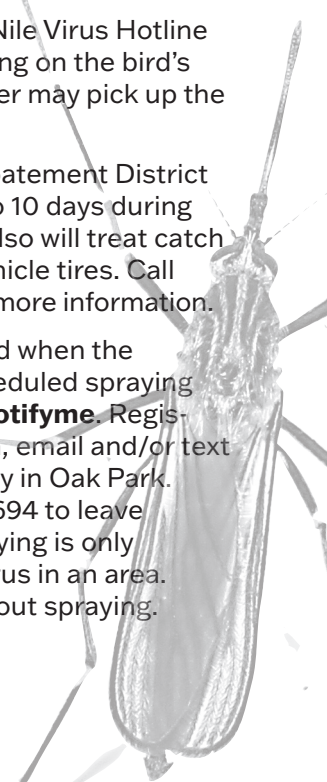 Nile Virus Hotline
ng on the bird's
er may pick up the
atement District
o 10 days during
lso will treat catch
hicle tires. Call
more information.
d when the
eduled spraying
otifyme. Regis-
, email and/or text
y in Oak Park.
694 to leave
ying is only
us in an area.
out spraying.